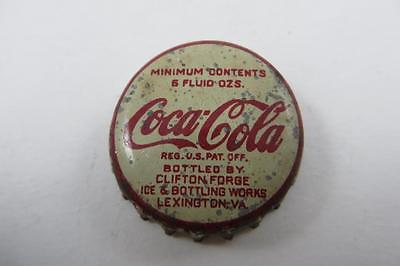 MINIMUM CONTENTS
6 FLUID OZS.
Coca-Cola
REG. U.S. PAT. OFF.
BOTTLED BY
CLIFTON FORGE
ICE & BOTTLING WORKS
LEXINGTON-VA.